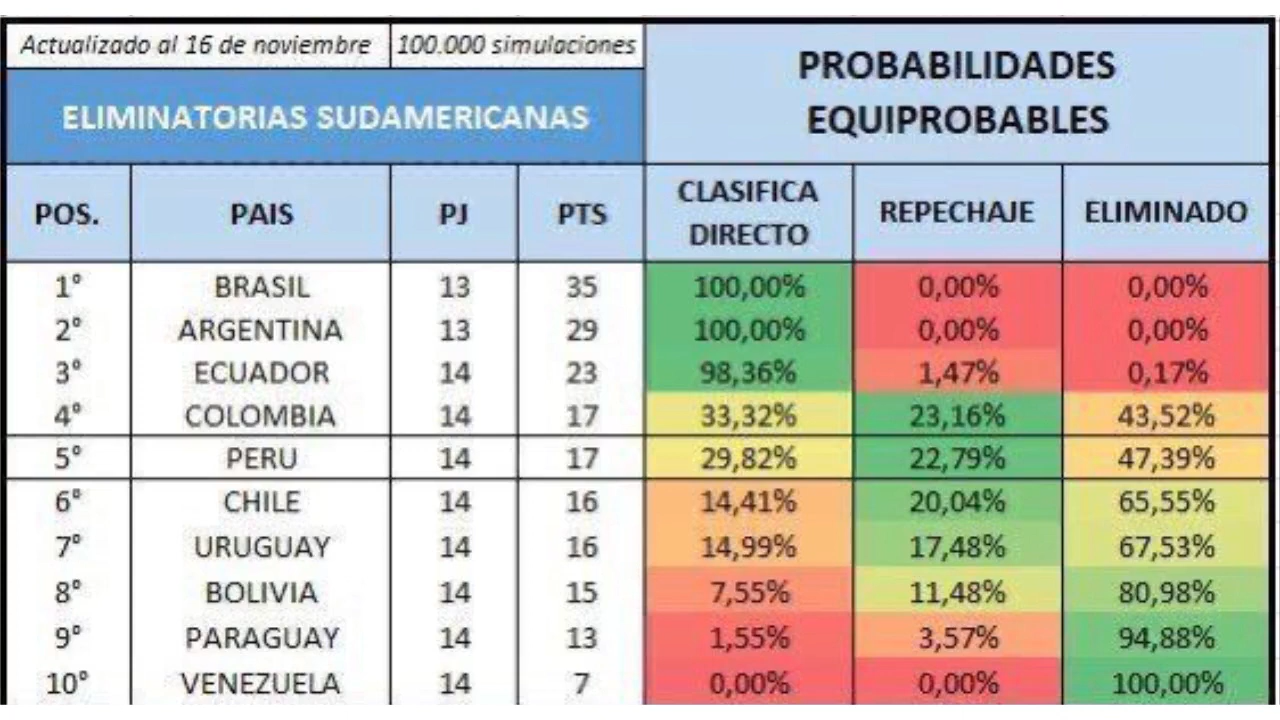 Actualizado al 16 de noviembre 100.000 simulaciones
PROBABILIDADES
EQUIPROBABLES
ELIMINATORIAS SUDAMERICANAS
POS. PAIS PJ PTS CLASIFICA DIRECTO REPECHAJE ELIMINADO
1° BRASIL 13 35 100,00% 0,00% 0,00%
2° ARGENTINA 13 29 100,00% 0,00% 0,00%
3° ECUADOR 14 23 98,36% 1,47% 0,17%
4° COLOMBIA 14 17 33,32% 23,16% 43,52%
5° PERU 14 17 29,82% 22,79% 47,39%
6° CHILE 14 16 14,41% 20,04% 65,55%
7° URUGUAY 14 16 14,99% 17,48% 67,53%
8° BOLIVIA 14 15 7,55% 11,48% 80,98%
9° PARAGUAY 14 13 1,55% 3,57% 94,88%
10° VENEZUELA 14 7 0,00% 0,00% 100,00%